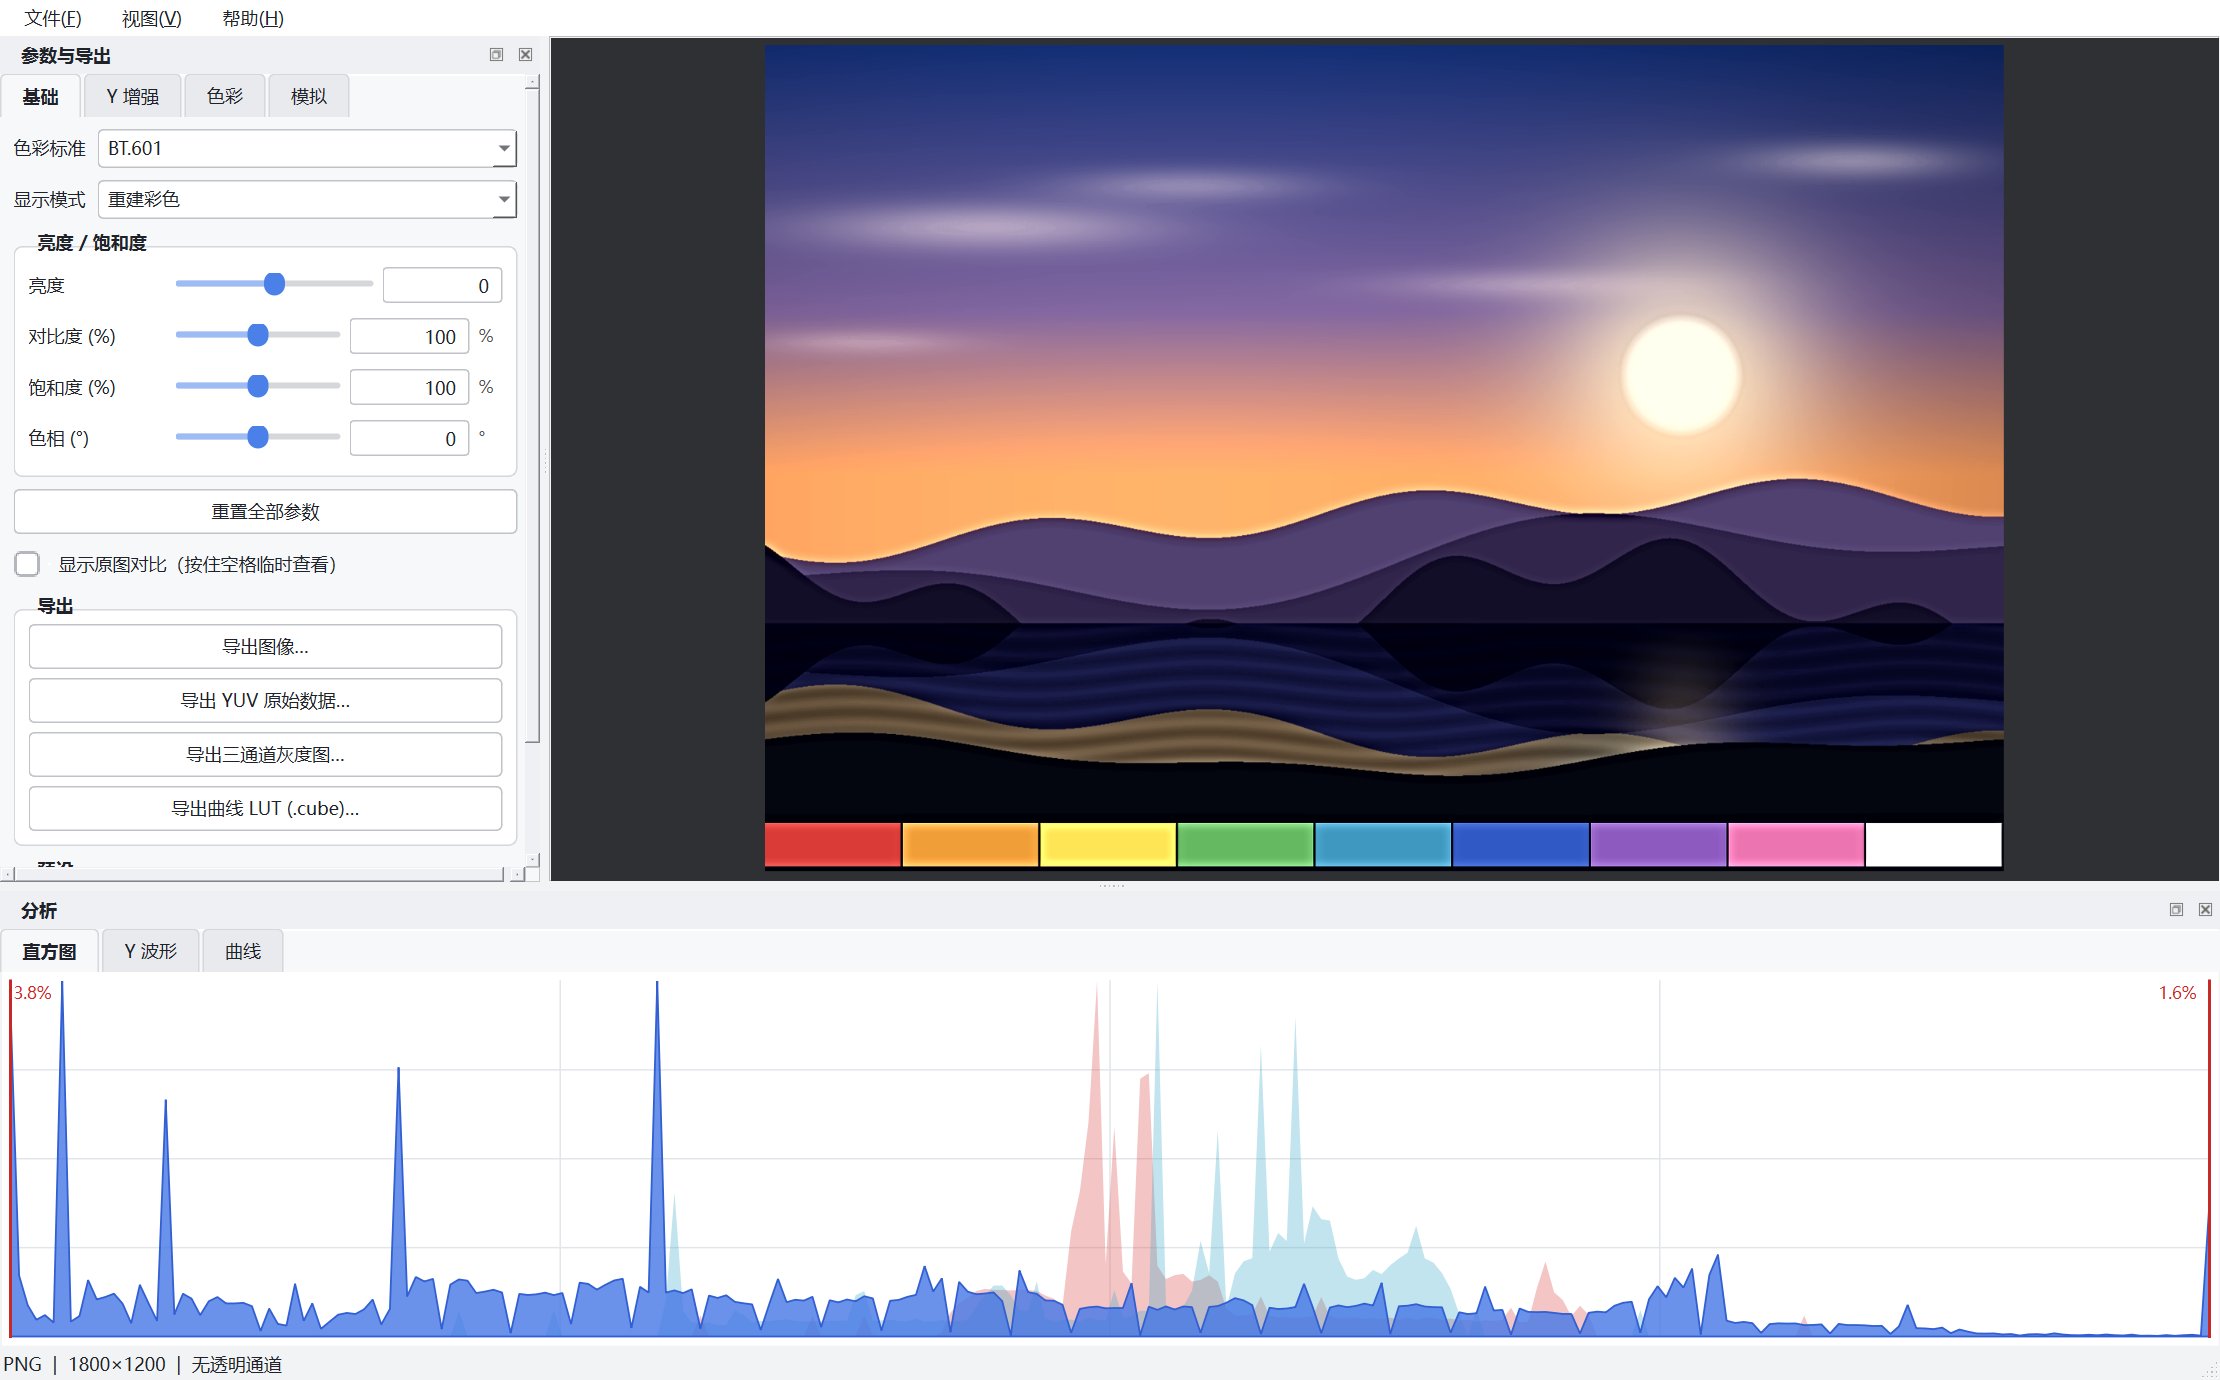 文件(F) 视图(V) 帮助(H)
参数与导出
基础 Y 增强 色彩 模拟
色彩标准 BT.601
显示模式 重建彩色
亮度 / 饱和度
亮度 0
对比度 (%) 100 %
饱和度 (%) 100 %
色相 (°) 0 °
重置全部参数
显示原图对比（按住空格临时查看）
导出
导出图像...
导出 YUV 原始数据...
导出三通道灰度图...
导出曲线 LUT (.cube)...
分析
直方图 Y 波形 曲线
3.8% 1.6%
PNG | 1800×1200 | 无透明通道